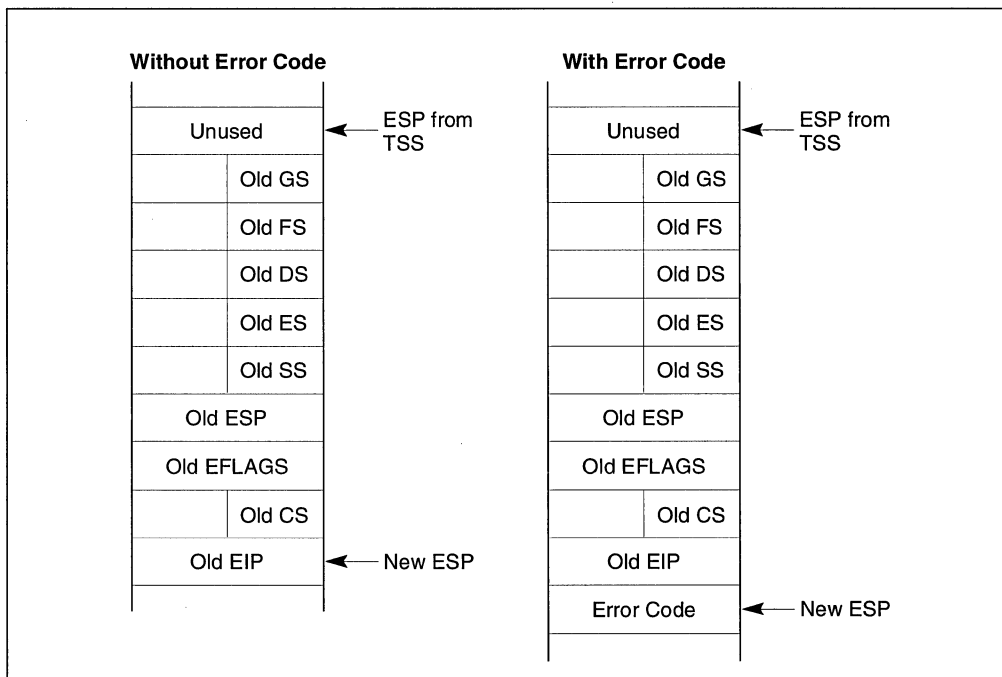 Without Error Code
Unused
ESP from
TSS
Old GS
Old FS
Old DS
Old ES
Old SS
Old ESP
Old EFLAGS
Old CS
Old EIP
New ESP
With Error Code
Unused
ESP from
TSS
Old GS
Old FS
Old DS
Old ES
Old SS
Old ESP
Old EFLAGS
Old CS
Old EIP
Error Code
New ESP